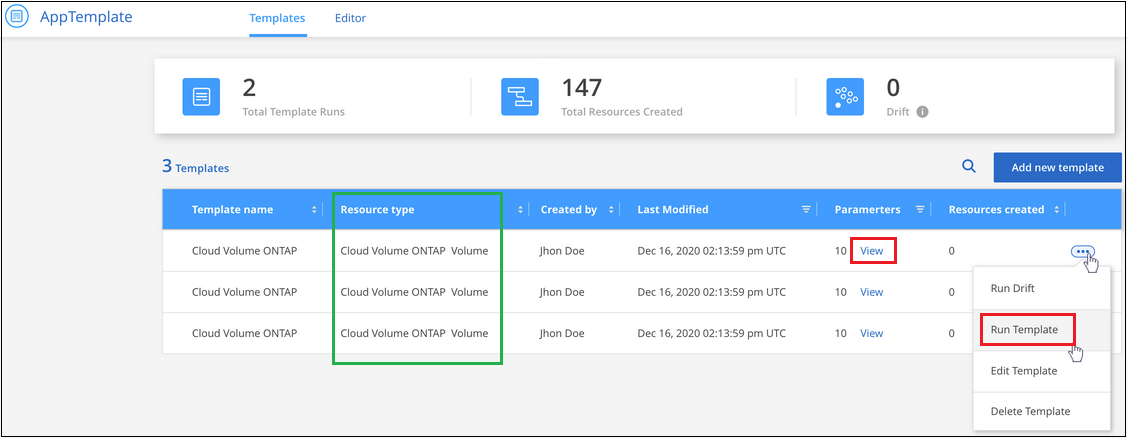 AppTemplate
Templates Editor
2
Total Template Runs
147
Total Resources Created
0
Drift i
3 Templates
Add new template
Template name Resource type Created by Last Modified Paramerters Resources created
Cloud Volume ONTAP Cloud Volume ONTAP Volume Jhon Doe Dec 16, 2020 02:13:59 pm UTC 10 View 0
Cloud Volume ONTAP Cloud Volume ONTAP Volume Jhon Doe Dec 16, 2020 02:13:59 pm UTC 10 View 0
Cloud Volume ONTAP Cloud Volume ONTAP Volume Jhon Doe Dec 16, 2020 02:13:59 pm UTC 10 View 0
Run Drift
Run Template
Edit Template
Delete Template